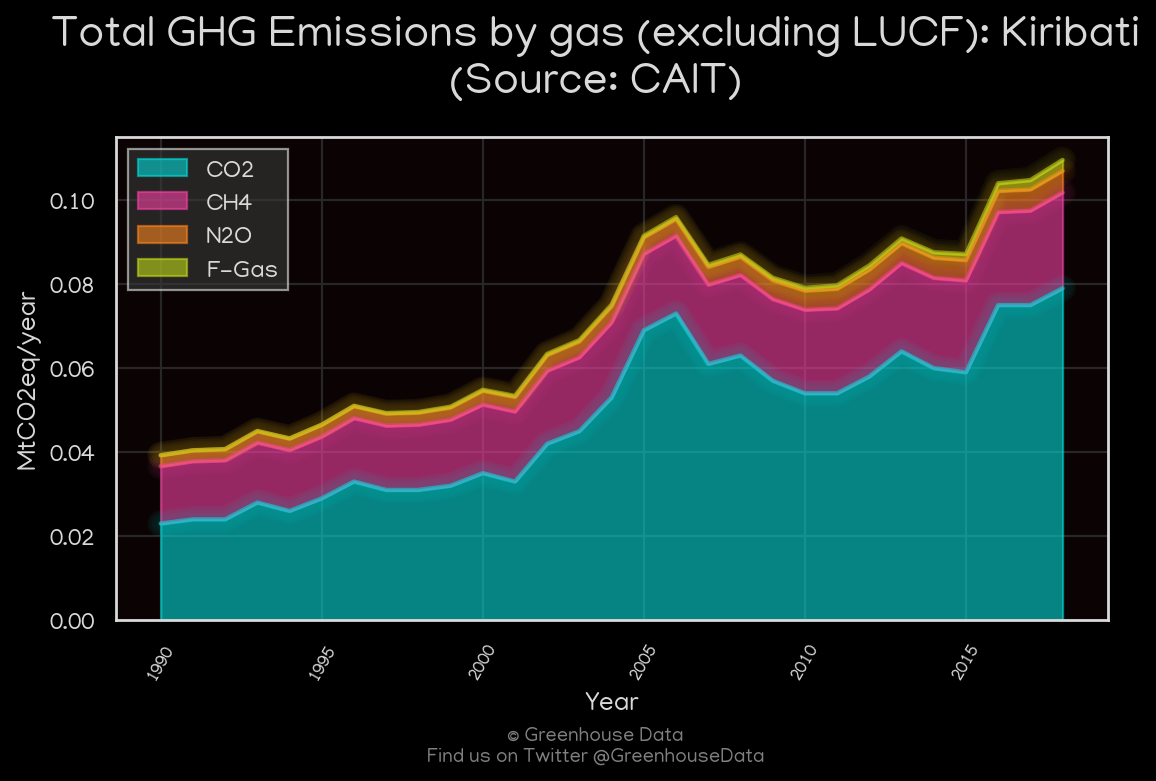 Total GHG Emissions by gas (excluding LUCF): Kiribati
(Source: CAIT)
CO2
CH4
N2O
F-Gas
MtCO2eq/year
0.10
0.08
0.06
0.04
0.02
0.00
1990
1995
2000
2005
2010
2015
Year
© Greenhouse Data
Find us on Twitter @GreenhouseData